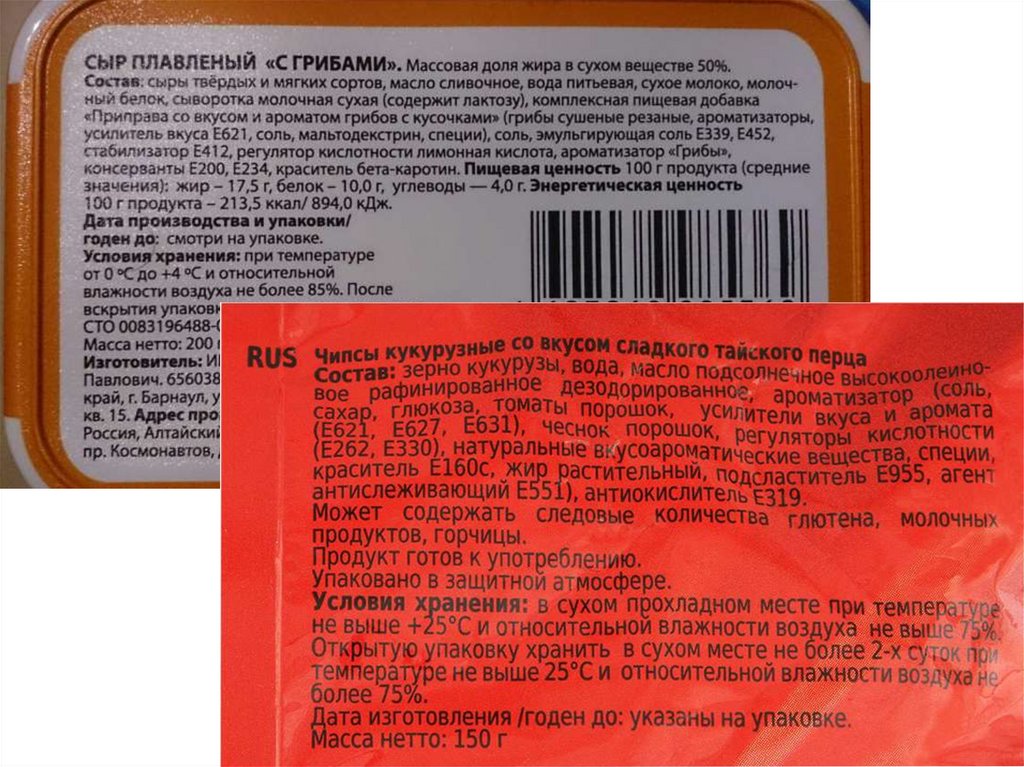 СЫР ПЛАВЛЕНЫЙ «С ГРИБАМИ». Массовая доля жира в сухом веществе 50%.
Состав: сыры твёрдых и мягких сортов, масло сливочное, вода питьевая, сухое молоко, молоч-
ный белок, сыворотка молочная сухая (содержит лактозу), комплексная пищевая добавка
«Приправа со вкусом и ароматом грибов с кусочками» (грибы сушеные резаные, ароматизаторы,
усилитель вкуса Е621, соль, мальтодекстрин, специи), соль, эмульгирующая соль Е339, Е452,
стабилизатор Е412, регулятор кислотности лимонная кислота, ароматизатор «Грибы»,
консерванты Е200, Е234, краситель бета-каротин. Пищевая ценность 100 г продукта (средние
значения): жир – 17,5 г, белок – 10,0 г, углеводы — 4,0 г. Энергетическая ценность
100 г продукта – 213,5 ккал/ 894,0 кДж.
Дата производства и упаковки/
годен до: смотри на упаковке.
Условия хранения: при температуре
от 0 ºС до +4 ºС и относительной
влажности воздуха не более 85%. После
вскрытия
СТО 0083196488-
Масса нетто: 200 г
Изготовитель:
Павлович. 656038
край, г. Барнаул,
кв. 15. Адрес
Россия, Алтайский
пр. Космонавтов,
RUS Чипсы кукурузные со вкусом сладкого тайского перца
Состав: зерно кукурузы, вода, масло подсолнечное высокоолеино-
вое рафинированное дезодорированное, ароматизатор (соль,
сахар, глюкоза, томаты порошок, усилители вкуса и аромата
(Е621, Е627, Е631), чеснок порошок, регуляторы кислотности
(Е262, Е330), натуральные вкусоароматические вещества, специи,
краситель Е160с, жир растительный, подсластитель Е955, агент
антислеживающий Е551), антиокислитель Е319.
Может содержать следовые количества глютена, молочных
продуктов, горчицы.
Продукт готов к употреблению.
Упаковано в защитной атмосфере.
Условия хранения: в сухом прохладном месте при температуре
не выше +25°С и относительной влажности воздуха не выше 75%.
Открытую упаковку хранить в сухом месте не более 2-х суток при
температуре не выше 25°С и относительной влажности воздуха не
более 75%.
Дата изготовления /годен до: указаны на упаковке.
Масса нетто: 150 г